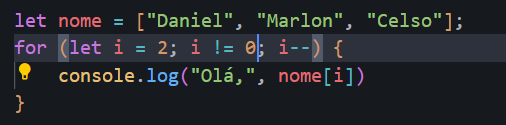 let nome = ["Daniel", "Marlon", "Celso"];
for (let i = 2; i != 0; i--) {
    console.log("Olá,", nome[i])
}